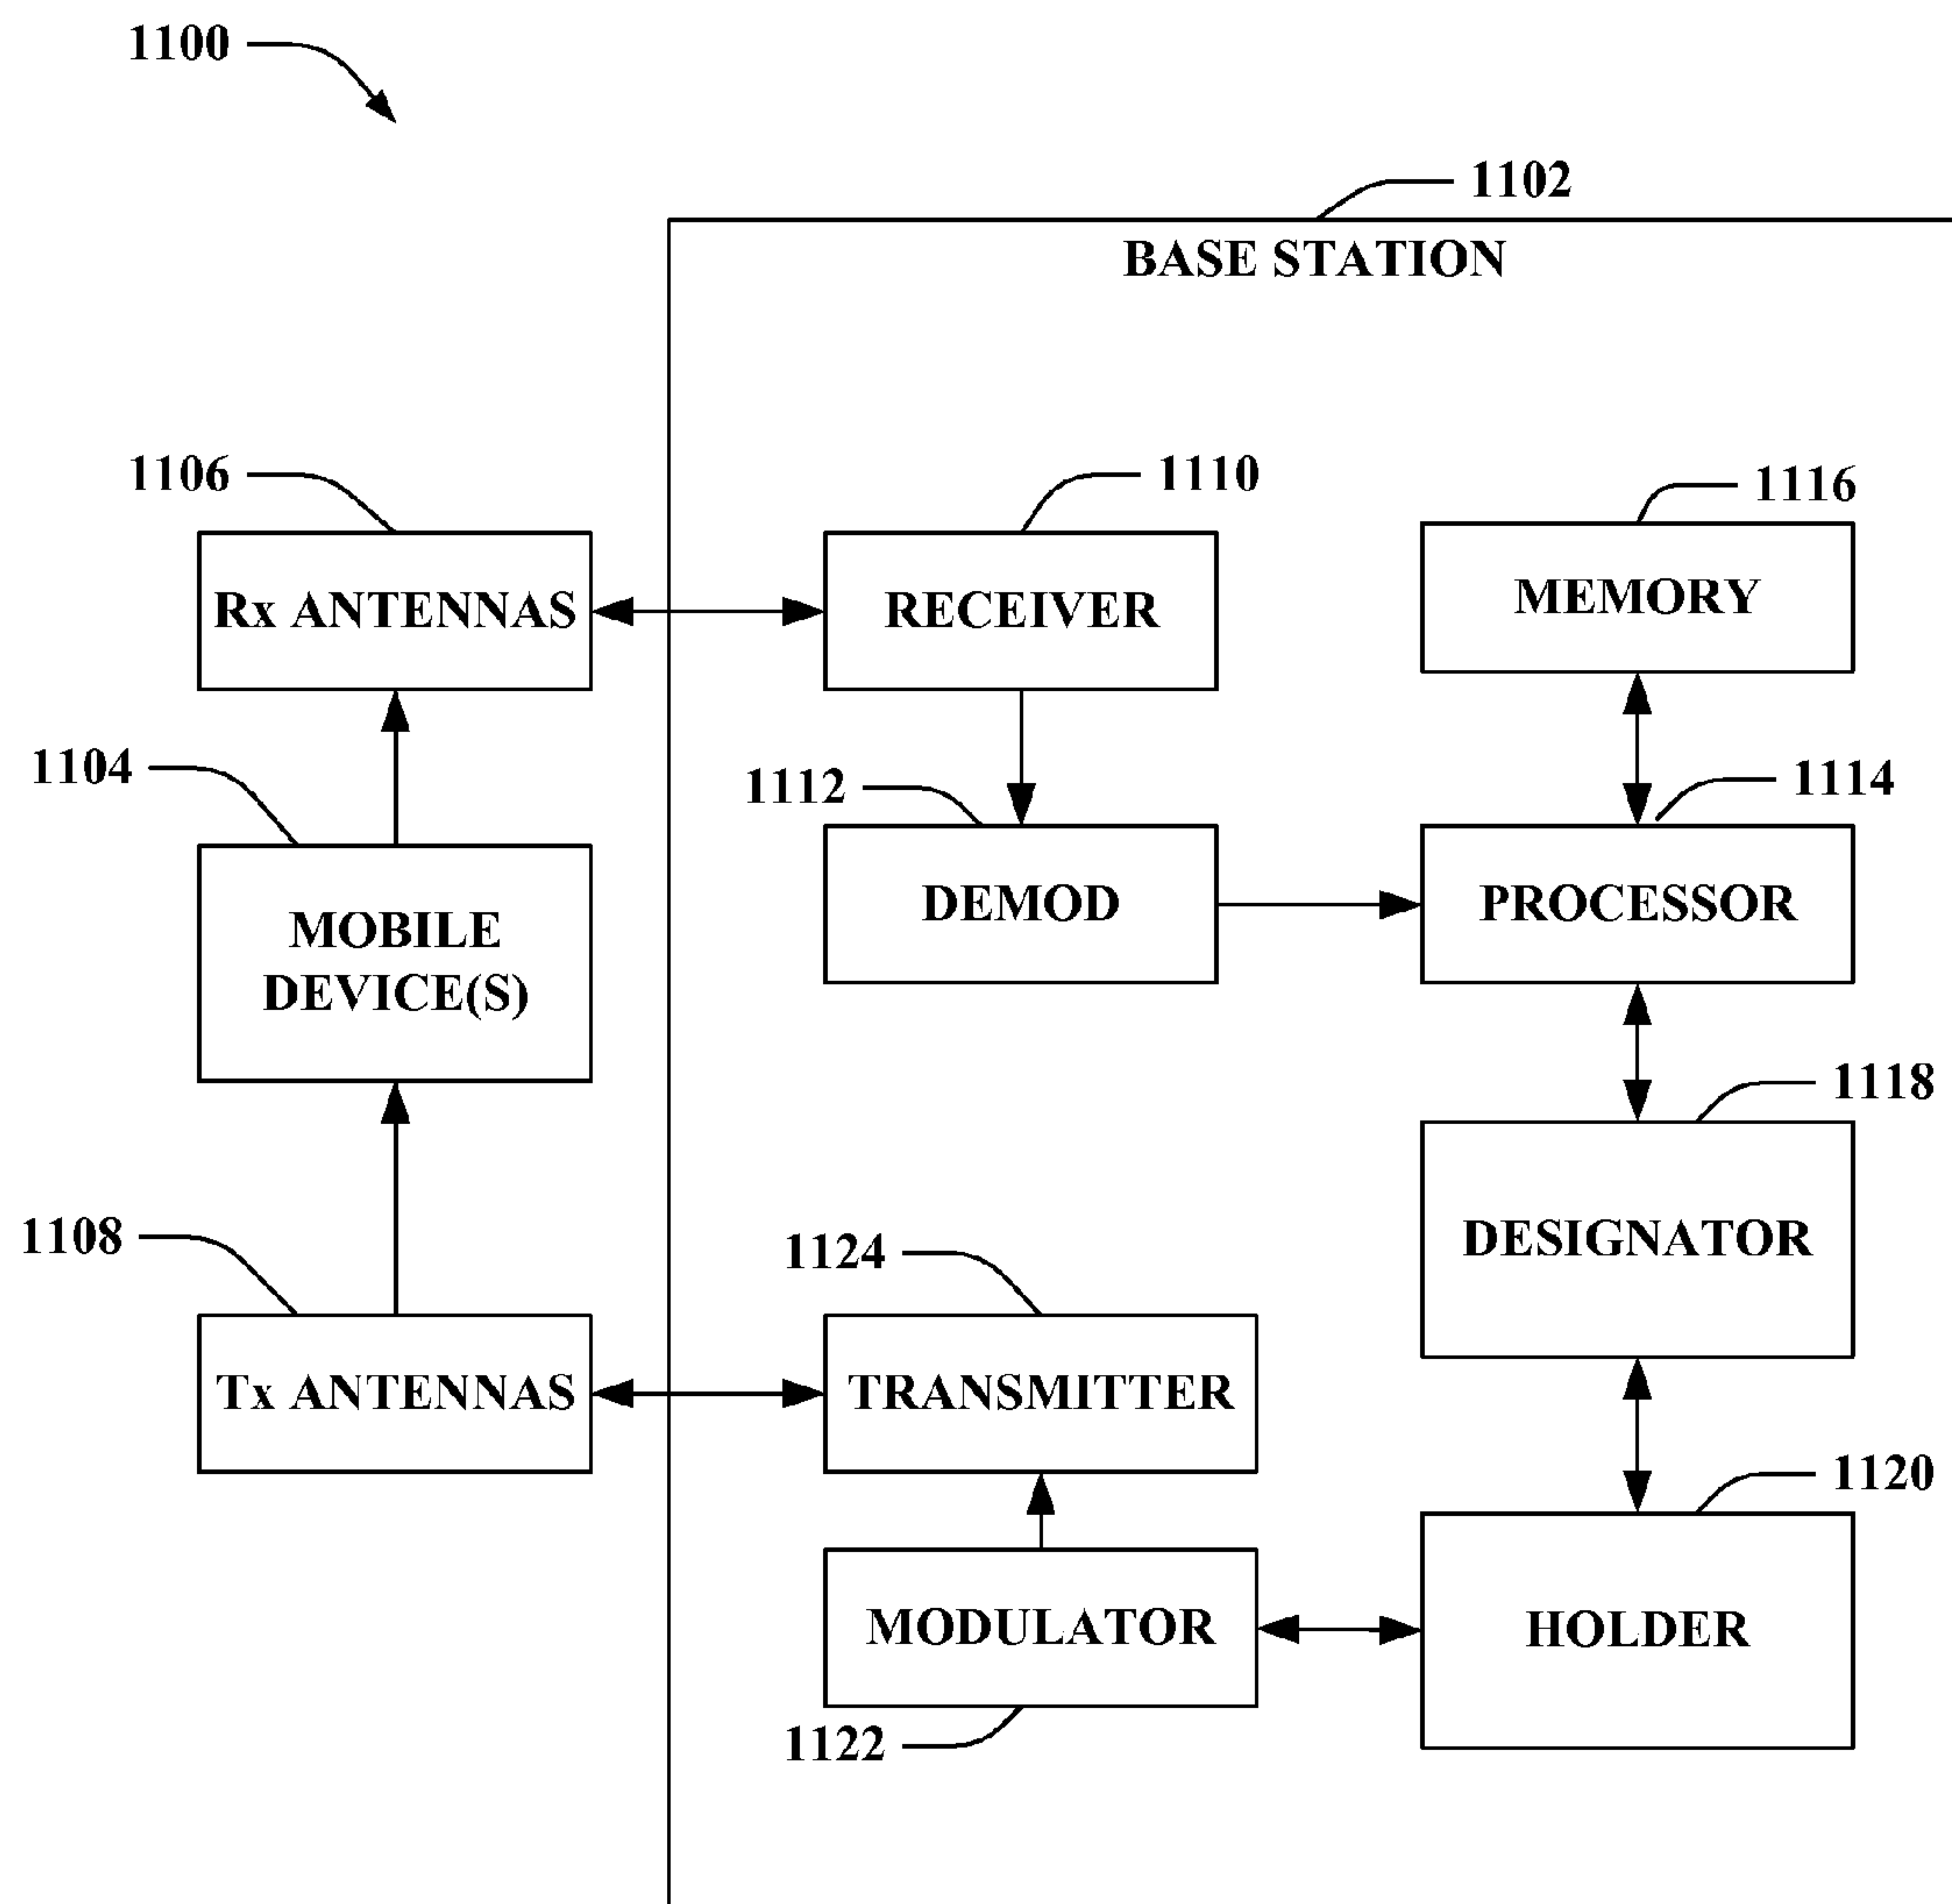 1100
1102
BASE STATION
1106
1110
1116
Rx ANTENNAS
RECEIVER
MEMORY
1104
1112
1114
MOBILE
DEVICE(S)
DEMOD
PROCESSOR
1118
1108
1124
DESIGNATOR
Tx ANTENNAS
TRANSMITTER
1120
MODULATOR
HOLDER
1122